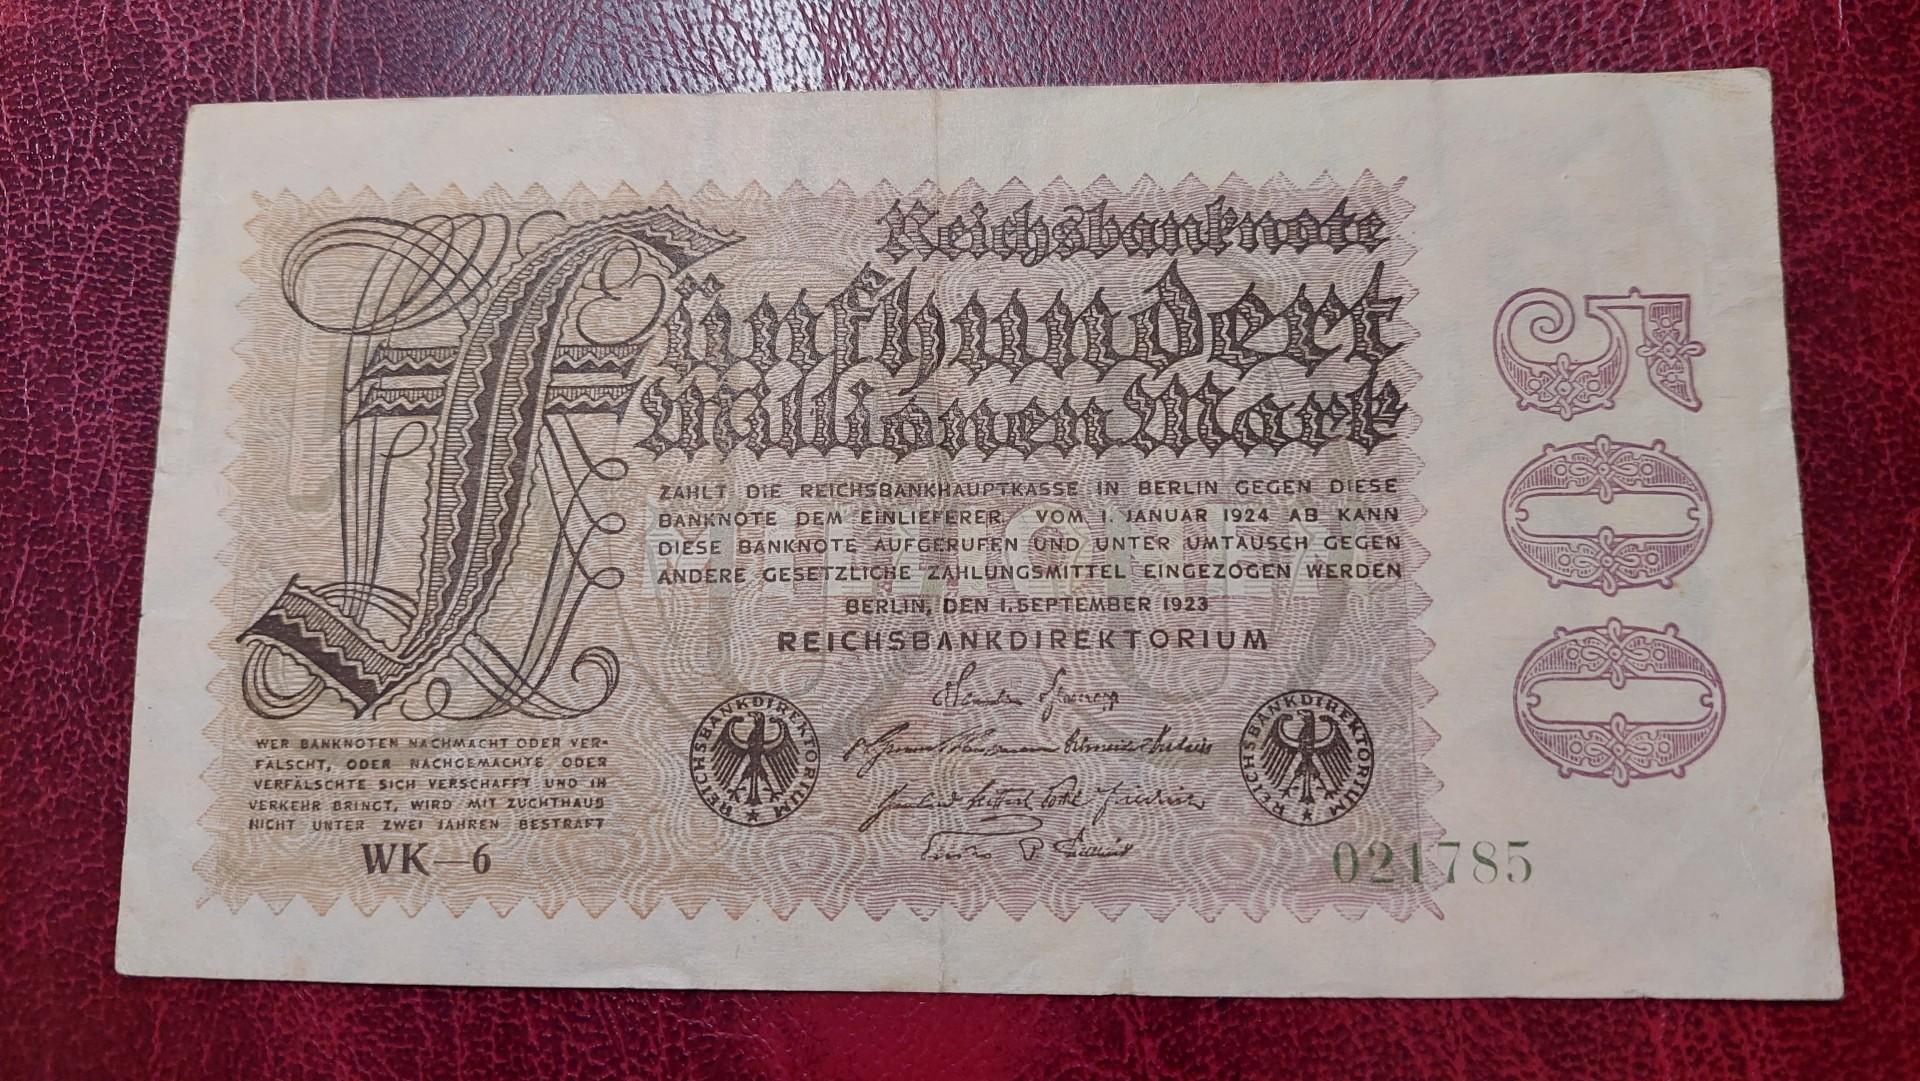 Reichsbanknote
Fünfhundert
Millionen Mark
ZAHLT DIE REICHSBANKHAUPTKASSE IN BERLIN GEGEN DIESE
BANKNOTE DEM EINLIEFERER. VOM 1. JANUAR 1924 AB KANN
DIESE BANKNOTE AUFGERUFEN UND UNTER UMTAUSCH GEGEN
ANDERE GESETZLICHE ZAHLUNGSMITTEL EINGEZOGEN WERDEN
BERLIN, DEN 1. SEPTEMBER 1923
REICHSBANKDIREKTORIUM
REICHSBANKDIREKTORIUM
REICHSBANKDIREKTORIUM
WER BANKNOTEN NACHMACHT ODER VER-
FÄLSCHT, ODER NACHGEMACHTE ODER
VERFÄLSCHTE SICH VERSCHAFFT UND IN
VERKEHR BRINGT, WIRD MIT ZUCHTHAUS
NICHT UNTER ZWEI JAHREN BESTRAFT
WK—6
021785
500